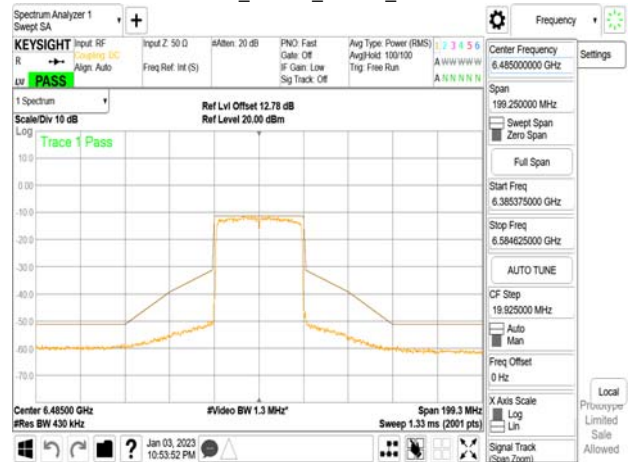 Spectrum Analyzer 1
Swept SA
+
Frequency
KEYSIGHT
R
LVI
PASS
Input: RF
Coupling: DC
Align: Auto
Input Z: 50 Ω
Freq Ref: Int (S)
#Atten: 20 dB
PNO: Fast
Gate: Off
IF Gain: Low
Sig Track: Off
Avg Type: Power (RMS)
Avg|Hold: 100/100
Trig: Free Run
1 2 3 4 5 6
A W W W W W
A N N N N N
1 Spectrum
Scale/Div 10 dB
Log
Ref Lvl Offset 12.78 dB
Ref Level 20.00 dBm
Trace 1 Pass
10.0
0.00
-10.0
-20.0
-30.0
-40.0
-50.0
-60.0
-70.0
Center 6.48500 GHz
#Res BW 430 kHz
#Video BW 1.3 MHz*
Span 199.3 MHz
Sweep 1.33 ms (2001 pts)
Center Frequency
6.485000000 GHz
Settings
Span
199.250000 MHz
Swept Span
Zero Span
Full Span
Start Freq
6.385375000 GHz
Stop Freq
6.584625000 GHz
AUTO TUNE
CF Step
19.925000 MHz
Auto
Man
Freq Offset
0 Hz
X Axis Scale
Log
Lin
Signal Track
(Span Zoom)
Local
Prototype
Limited
Sale
Allowed
?
Jan 03, 2023
10:53:52 PM